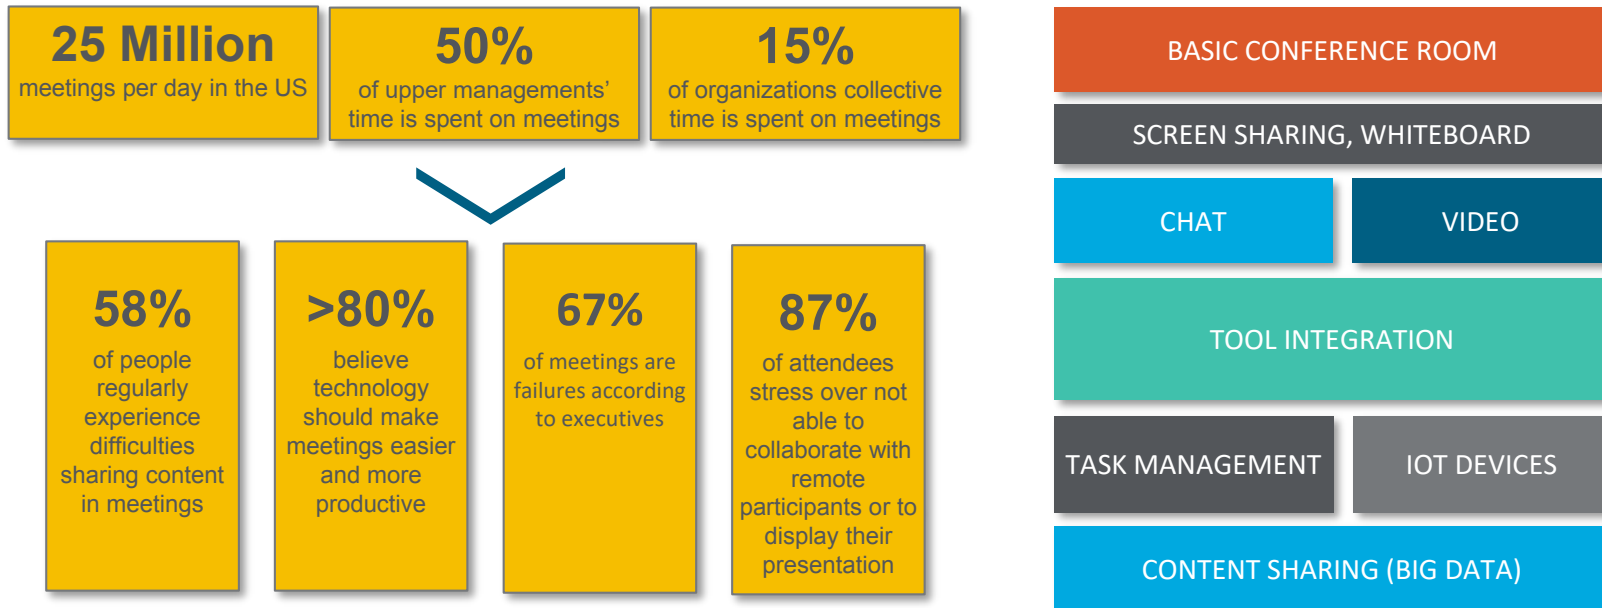 25 Million
meetings per day in the US
50%
of upper managements’
time is spent on meetings
15%
of organizations collective
time is spent on meetings
58%
of people
regularly
experience
difficulties
sharing content
in meetings
>80%
believe
technology
should make
meetings easier
and more
productive
67%
of meetings are
failures according
to executives
87%
of attendees
stress over not
able to
collaborate with
remote
participants or to
display their
presentation
BASIC CONFERENCE ROOM
SCREEN SHARING, WHITEBOARD
CHAT
VIDEO
TOOL INTEGRATION
TASK MANAGEMENT
IOT DEVICES
CONTENT SHARING (BIG DATA)